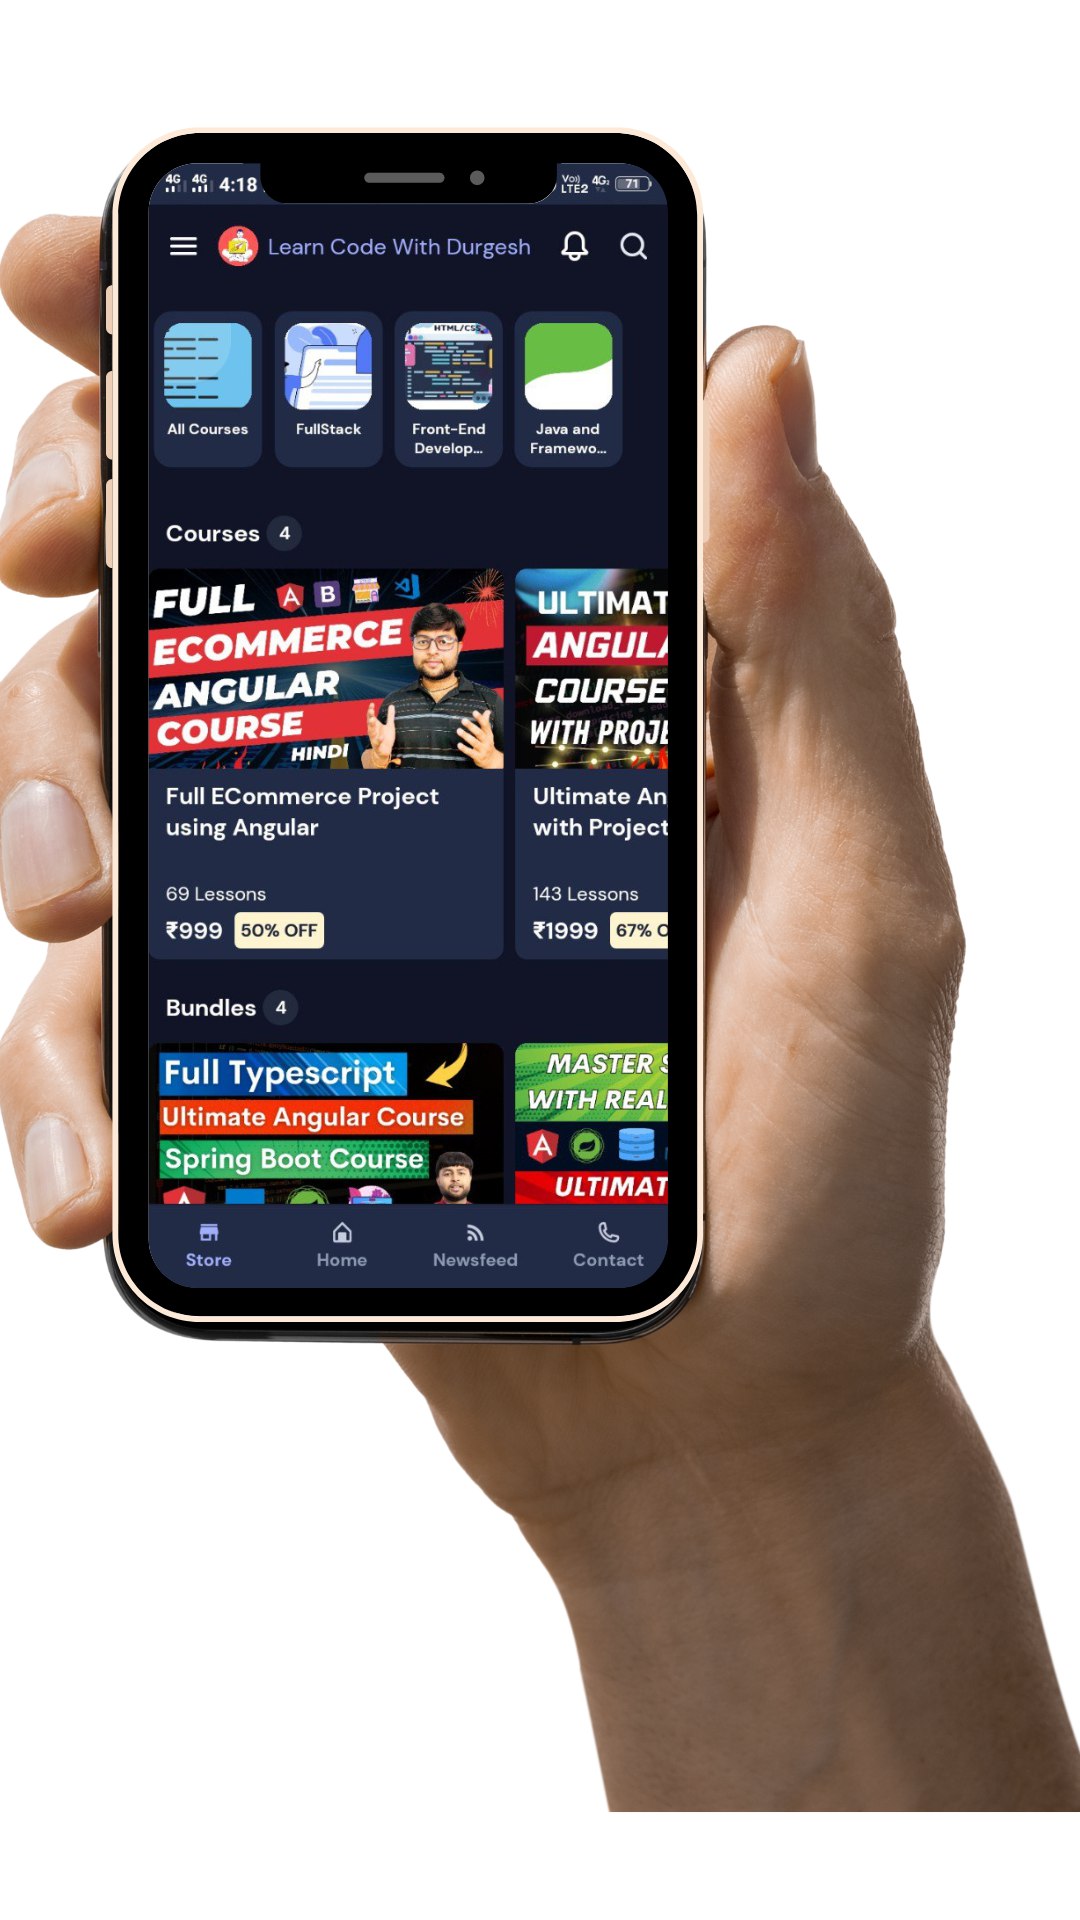 4G 4G 4:18
Vo)) LTE2 4G2 71
Learn Code With Durgesh
HTML/CSS
All Courses
FullStack
Front-End
Develop...
Java and
Framewo...
Courses 4
FULL
ECOMMERCE
ANGULAR
COURSE
HINDI
B
ULTIMAT
ANGULA
COURSE
WITH PROJE
Full ECommerce Project
using Angular
69 Lessons
₹999 50% OFF
Ultimate An
with Project
143 Lessons
₹1999 67% O
Bundles 4
Full Typescript
Ultimate Angular Course
Spring Boot Course
MASTER S
WITH REAL
ULTIMAT
Store
Home
Newsfeed
Contact